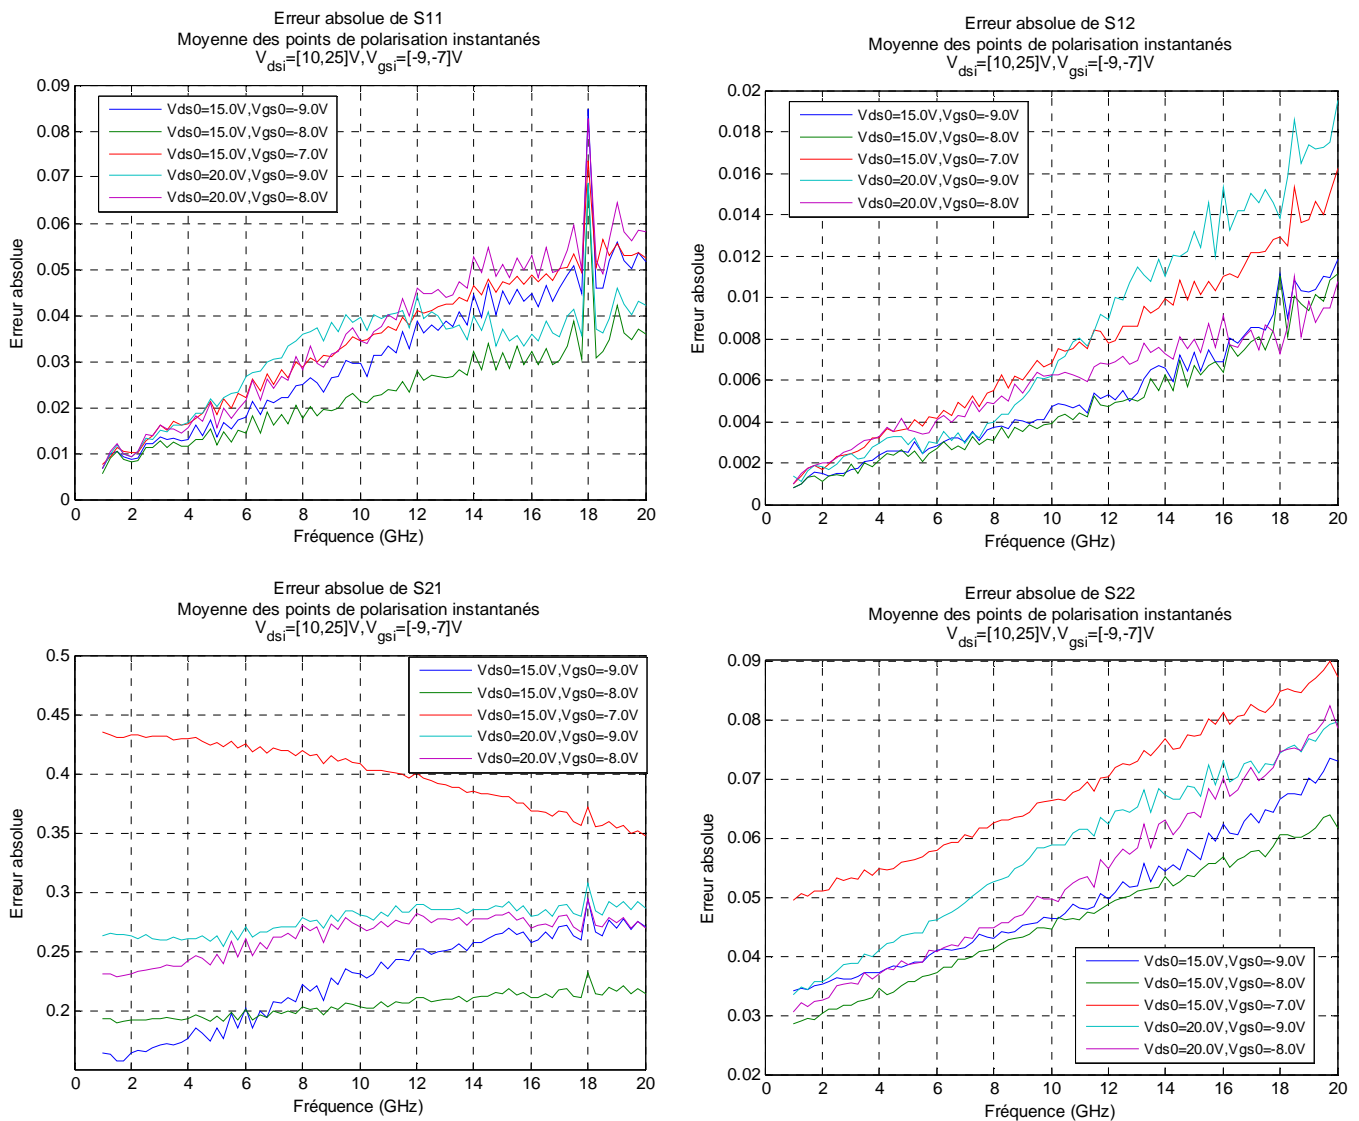 Erreur absolue de S11
Moyenne des points de polarisation instantanés
Vdsi=[10,25]V,Vgsi=[-9,-7]V
0.09
0.08
0.07
0.06
0.05
0.04
0.03
0.02
0.01
0
Erreur absolue
Vds0=15.0V,Vgs0=-9.0V
Vds0=15.0V,Vgs0=-8.0V
Vds0=15.0V,Vgs0=-7.0V
Vds0=20.0V,Vgs0=-9.0V
Vds0=20.0V,Vgs0=-8.0V
0 2 4 6 8 10 12 14 16 18 20
Fréquence (GHz)
Erreur absolue de S12
Moyenne des points de polarisation instantanés
Vdsi=[10,25]V,Vgsi=[-9,-7]V
0.02
0.018
0.016
0.014
0.012
0.01
0.008
0.006
0.004
0.002
0
Erreur absolue
Vds0=15.0V,Vgs0=-9.0V
Vds0=15.0V,Vgs0=-8.0V
Vds0=15.0V,Vgs0=-7.0V
Vds0=20.0V,Vgs0=-9.0V
Vds0=20.0V,Vgs0=-8.0V
0 2 4 6 8 10 12 14 16 18 20
Fréquence (GHz)
Erreur absolue de S21
Moyenne des points de polarisation instantanés
Vdsi=[10,25]V,Vgsi=[-9,-7]V
0.5
0.45
0.4
0.35
0.3
0.25
0.2
Erreur absolue
Vds0=15.0V,Vgs0=-9.0V
Vds0=15.0V,Vgs0=-8.0V
Vds0=15.0V,Vgs0=-7.0V
Vds0=20.0V,Vgs0=-9.0V
Vds0=20.0V,Vgs0=-8.0V
0 2 4 6 8 10 12 14 16 18 20
Fréquence (GHz)
Erreur absolue de S22
Moyenne des points de polarisation instantanés
Vdsi=[10,25]V,Vgsi=[-9,-7]V
0.09
0.08
0.07
0.06
0.05
0.04
0.03
0.02
Erreur absolue
Vds0=15.0V,Vgs0=-9.0V
Vds0=15.0V,Vgs0=-8.0V
Vds0=15.0V,Vgs0=-7.0V
Vds0=20.0V,Vgs0=-9.0V
Vds0=20.0V,Vgs0=-8.0V
0 2 4 6 8 10 12 14 16 18 20
Fréquence (GHz)